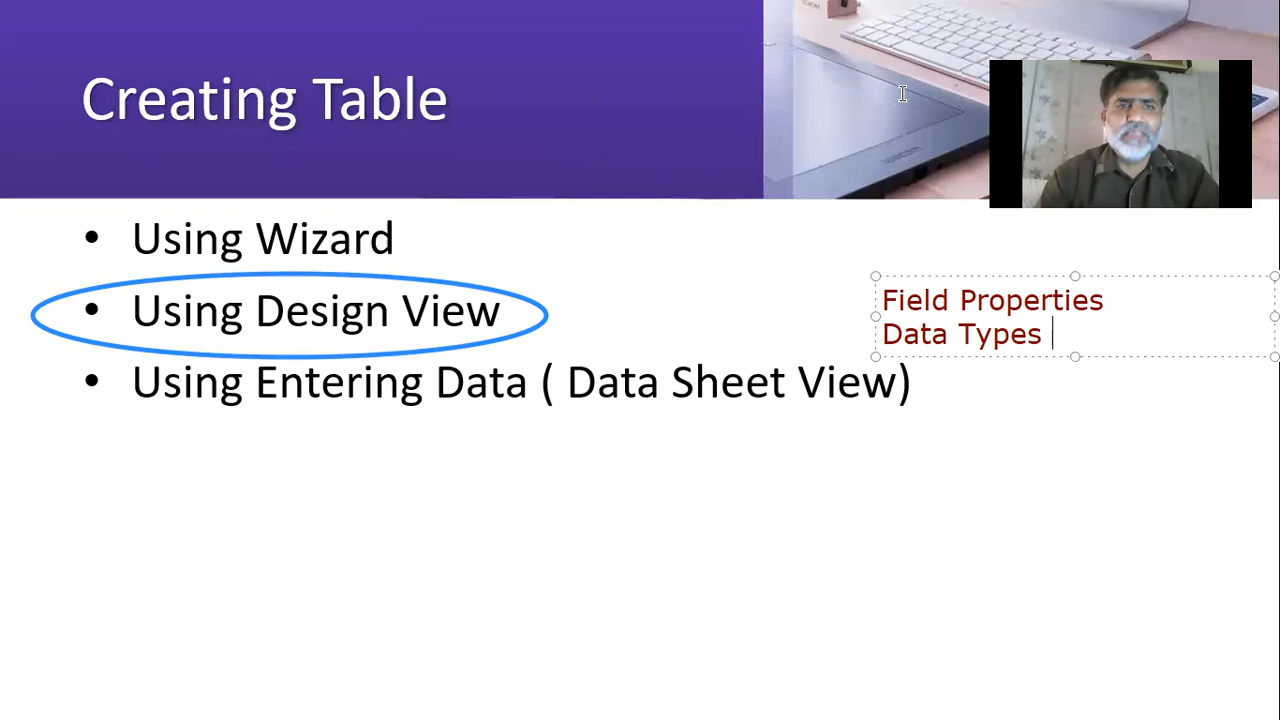 Creating Table
• Using Wizard
• Using Design View
Field Properties
Data Types
• Using Entering Data ( Data Sheet View)